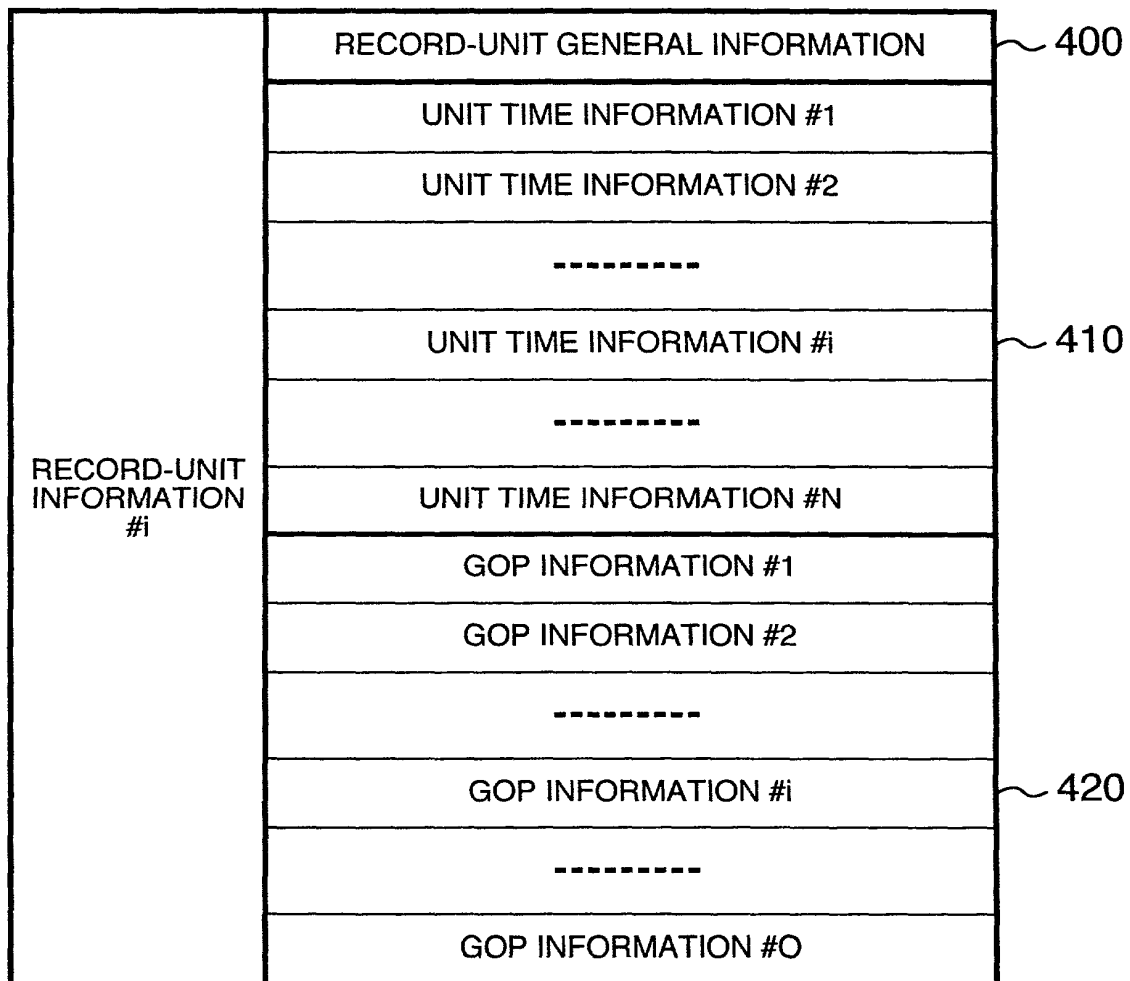 RECORD-UNIT GENERAL INFORMATION 400
UNIT TIME INFORMATION #1
UNIT TIME INFORMATION #2
---------
UNIT TIME INFORMATION #i 410
---------
RECORD-UNIT
INFORMATION
#i
UNIT TIME INFORMATION #N
GOP INFORMATION #1
GOP INFORMATION #2
---------
GOP INFORMATION #i 420
---------
GOP INFORMATION #O